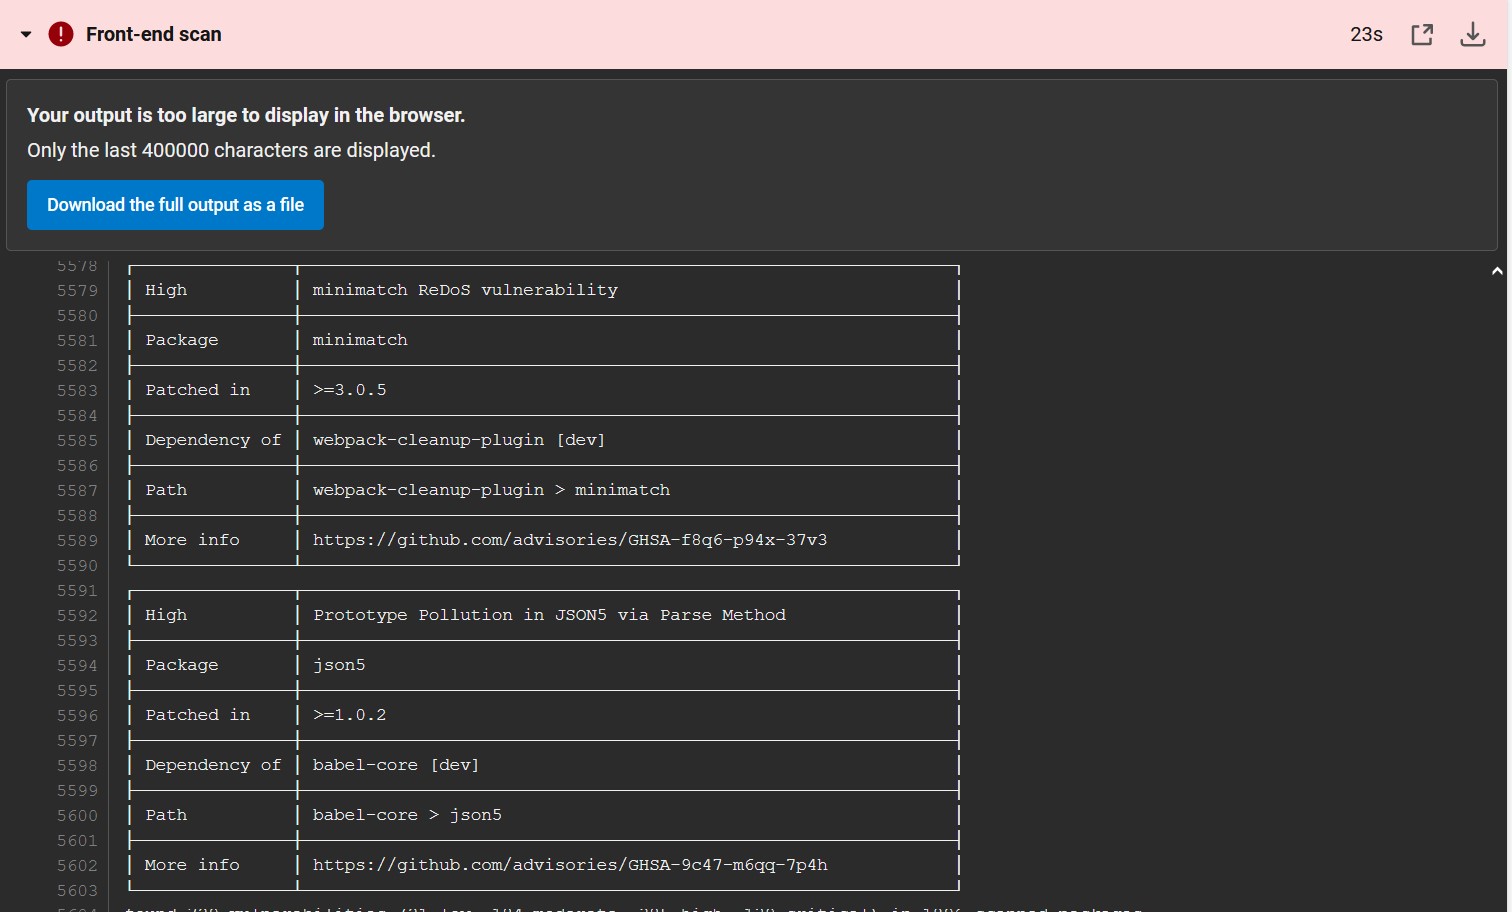 Front-end scan 23s
Your output is too large to display in the browser.
Only the last 400000 characters are displayed.
Download the full output as a file
5578
5579 High minimatch ReDoS vulnerability
5580
5581 Package minimatch
5582
5583 Patched in >=3.0.5
5584
5585 Dependency of webpack-cleanup-plugin [dev]
5586
5587 Path webpack-cleanup-plugin > minimatch
5588
5589 More info https://github.com/advisories/GHSA-f8q6-p94x-37v3
5590
5591
5592 High Prototype Pollution in JSON5 via Parse Method
5593
5594 Package json5
5595
5596 Patched in >=1.0.2
5597
5598 Dependency of babel-core [dev]
5599
5600 Path babel-core > json5
5601
5602 More info https://github.com/advisories/GHSA-9c47-m6qq-7p4h
5603